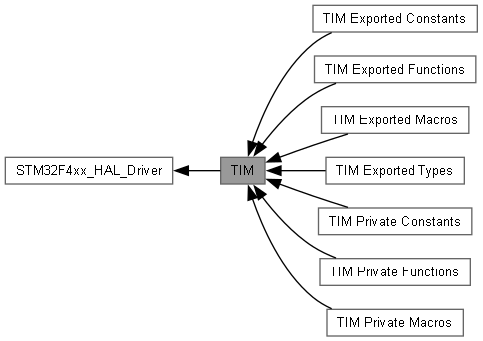 TIM Exported Constants
TIM Exported Functions
TIM Exported Macros
STM32F4xx_HAL_Driver
TIM
TIM Exported Types
TIM Private Constants
TIM Private Functions
TIM Private Macros